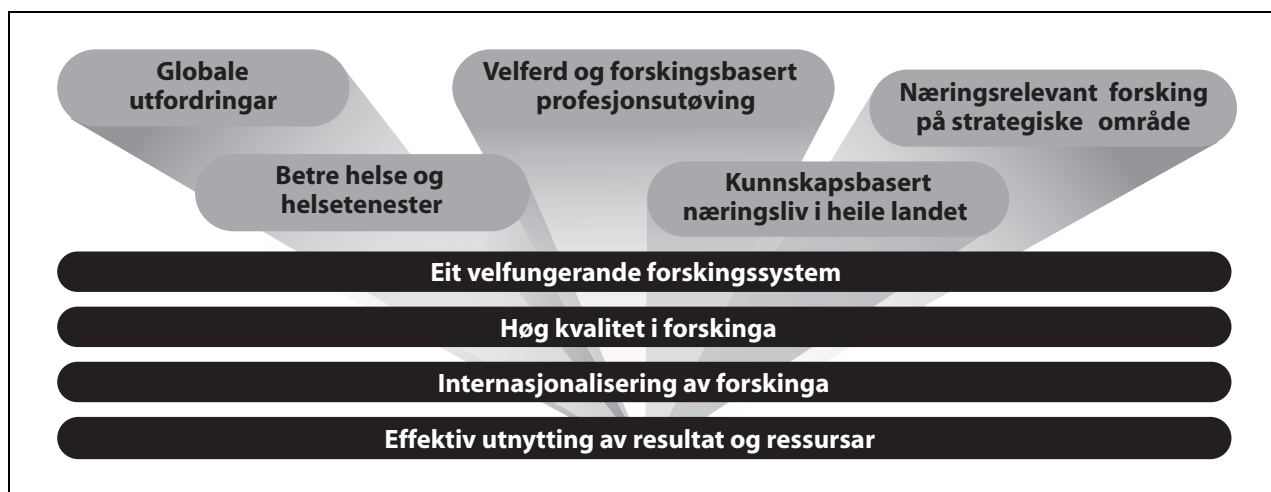 Globale
utfordringar
Velferd og forskingsbasert
profesjonsutøving
Næringsrelevant forsking
på strategiske område
Betre helse og
helsetenester
Kunnskapsbasert
næringsliv i heile landet
Eit velfungerande forskingssystem
Høg kvalitet i forskinga
Internasjonalisering av forskinga
Effektiv utnytting av resultat og ressursar